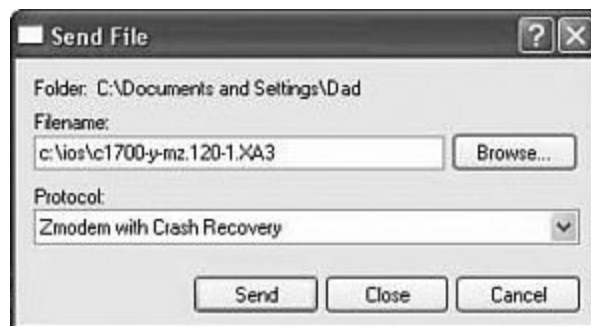 Send File
Folder: C:\Documents and Settings\Dad
Filename:
c:\ios\c1700-y-mz.120-1.XA3
Browse...
Protocol:
Zmodem with Crash Recovery
Send Close Cancel